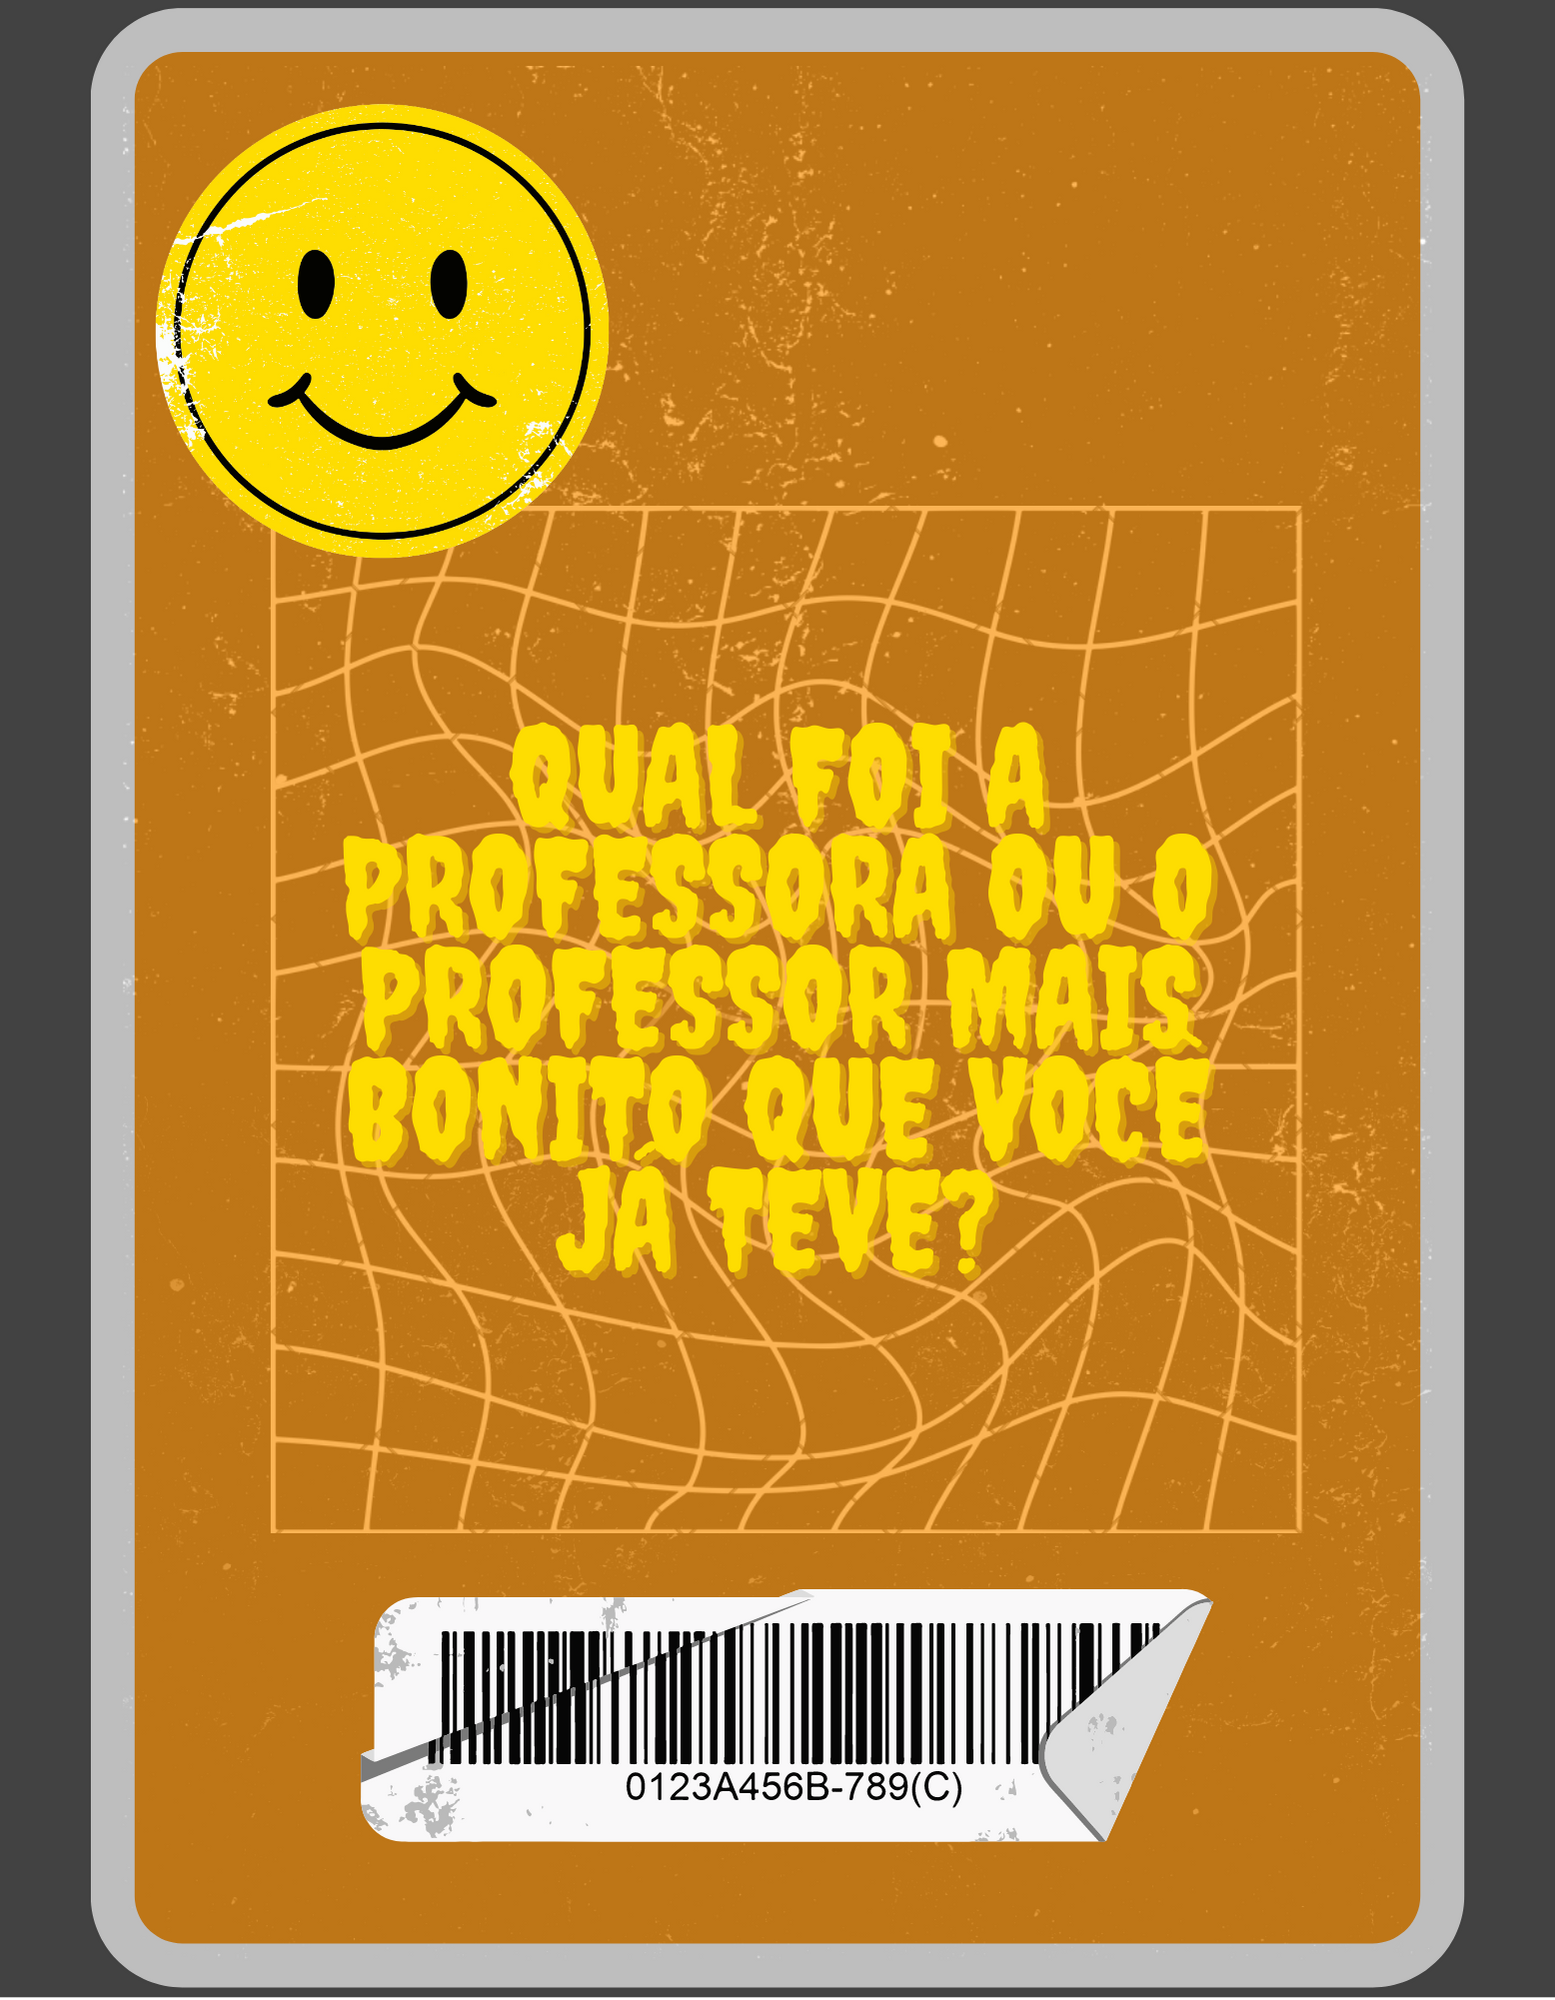 QUAL FOI A
PROFESSORA OU O
PROFESSOR MAIS
BONITO QUE VOCE
JÁ TEVE?
0123A456B-789(C)